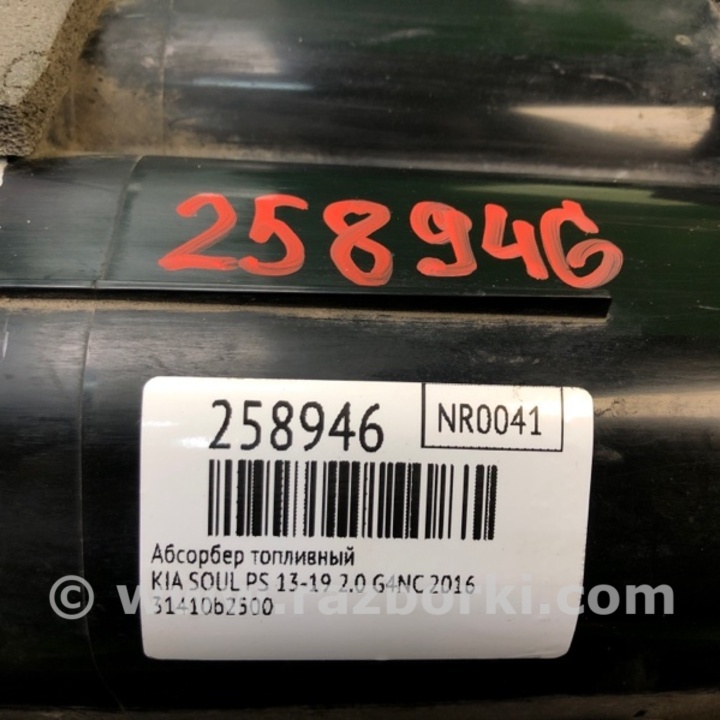 258946
258946
NR0041
Абсорбер топливный
KIA SOUL PS 13-19 2.0 G4NC 2016
31410b2500
© www.razborki.com